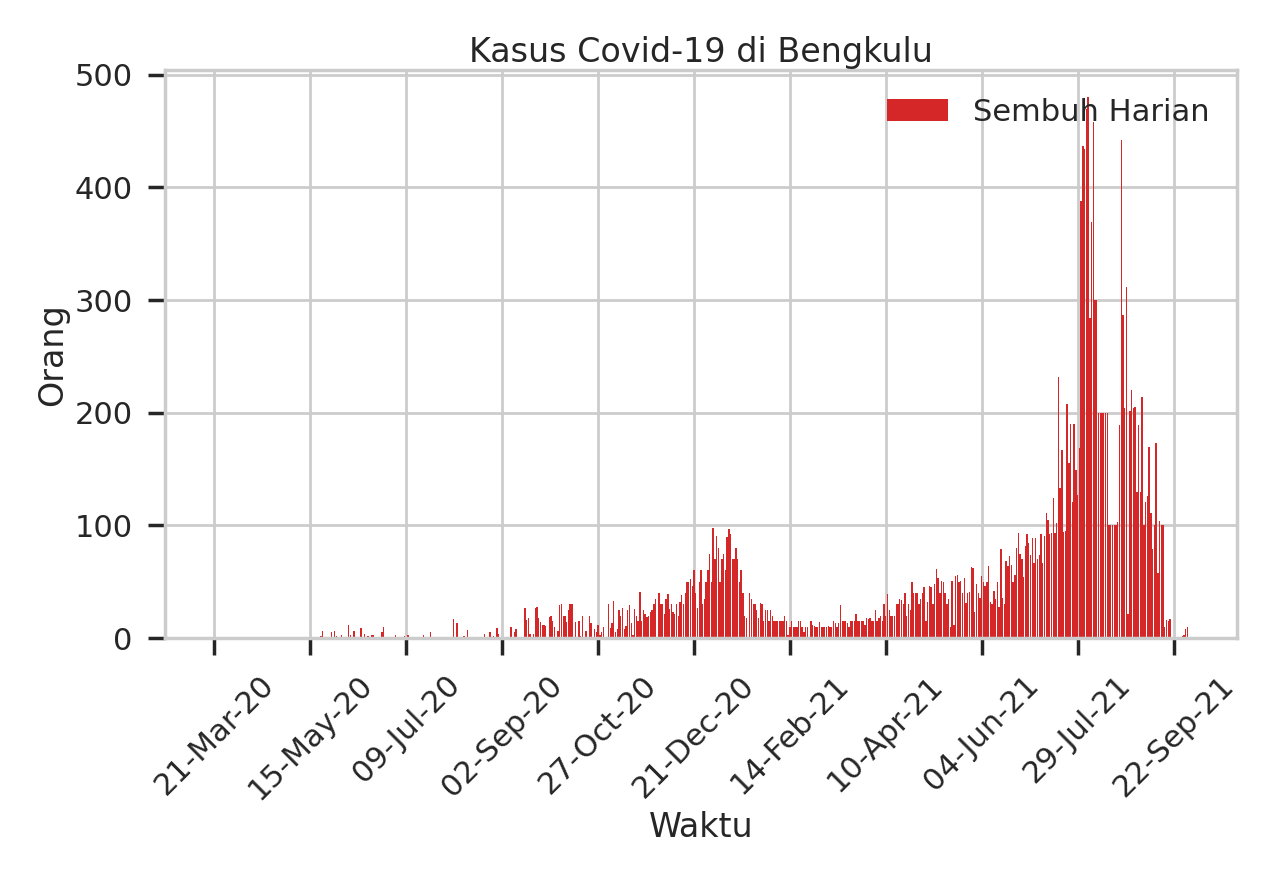 Kasus Covid-19 di Bengkulu
Sembuh Harian
Orang
500
400
300
200
100
0
21-Mar-20
15-May-20
09-Jul-20
02-Sep-20
27-Oct-20
21-Dec-20
14-Feb-21
10-Apr-21
04-Jun-21
29-Jul-21
22-Sep-21
Waktu